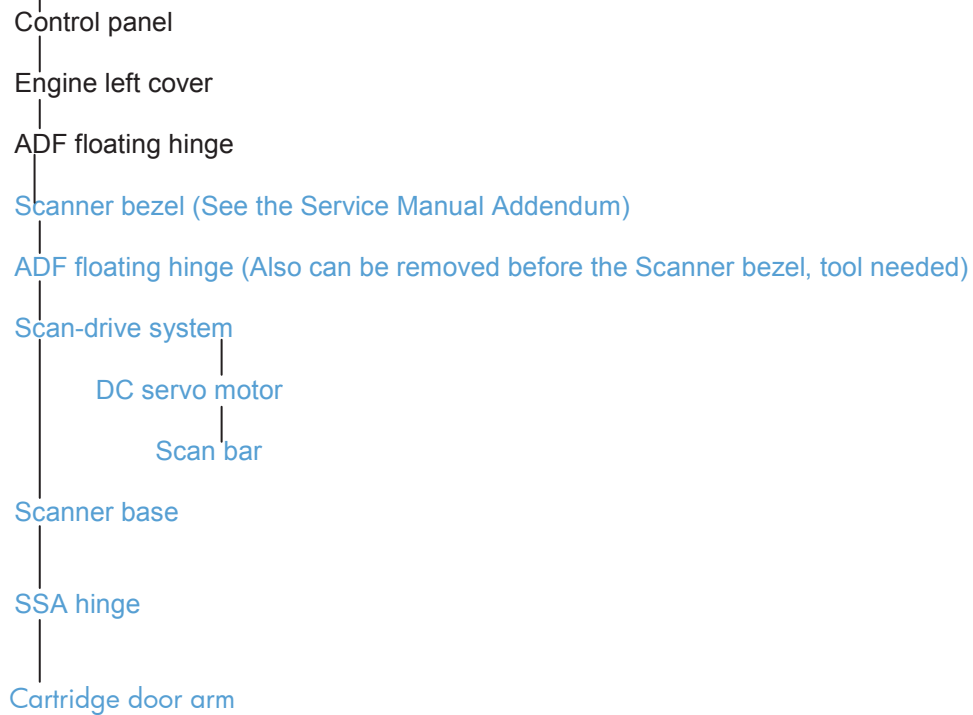 Control panel
Engine left cover
ADF floating hinge
Scanner bezel (See the Service Manual Addendum)
ADF floating hinge (Also can be removed before the Scanner bezel, tool needed)
Scan-drive system
DC servo motor
Scan bar
Scanner base
SSA hinge
Cartridge door arm